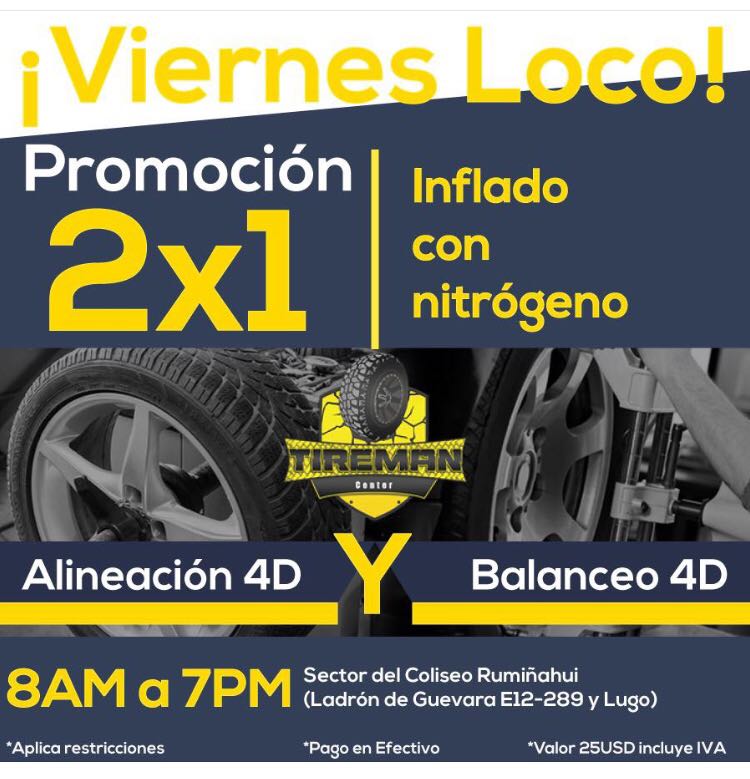 ¡Viernes Loco!
Promoción
2x1
Inflado
con
nitrógeno
TIREMAN
Center
Alineación 4D
Y
Balanceo 4D
8AM a 7PM
Sector del Coliseo Rumiñahui
(Ladrón de Guevara E12-289 y Lugo)
*Aplica restricciones
*Pago en Efectivo
*Valor 25USD incluye IVA